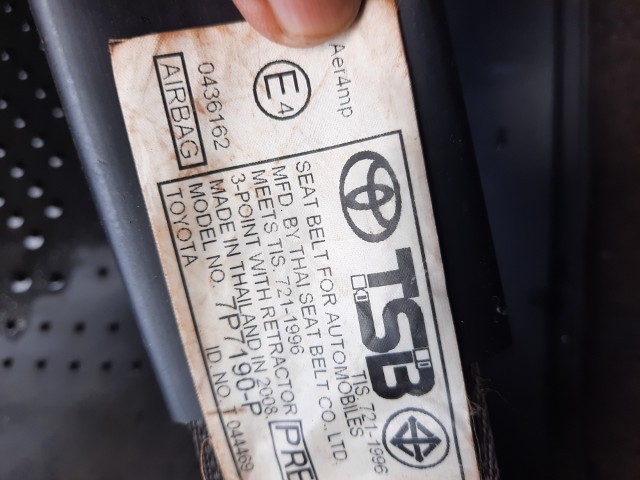 Aer4mp
E4
0436162
AIRBAG
TSB
TIS. 721-1996
SEAT BELT FOR AUTOMOBILES
MFD. BY THAI SEAT BELT CO., LTD.
MEETS TIS. 721-1996
3-POINT WITH RETRACTOR PRE
MADE IN THAILAND IN 2008.
MODEL NO. 7P7190-P
TOYOTA ID. NO. T 044469